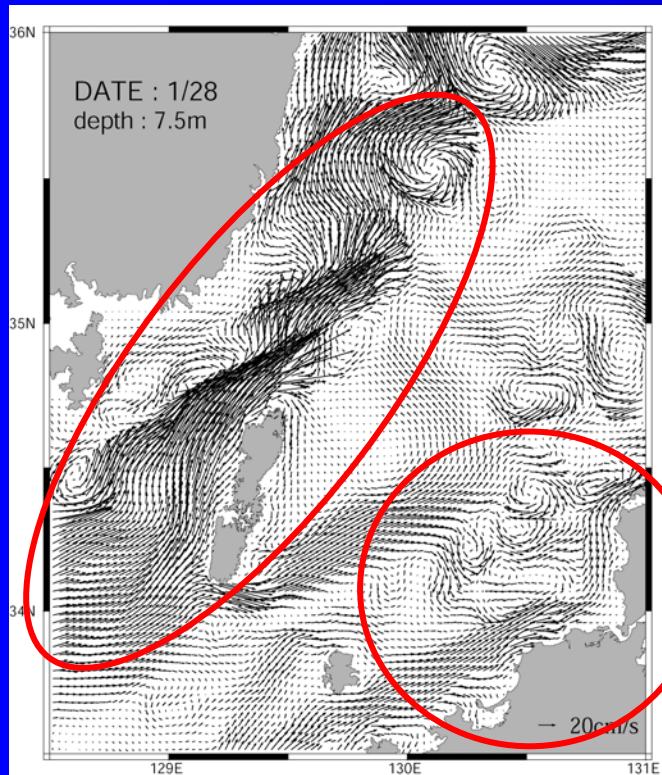 36N
DATE : 1/28
depth : 7.5m
35N
34N
20cm/s
129E 130E 131E